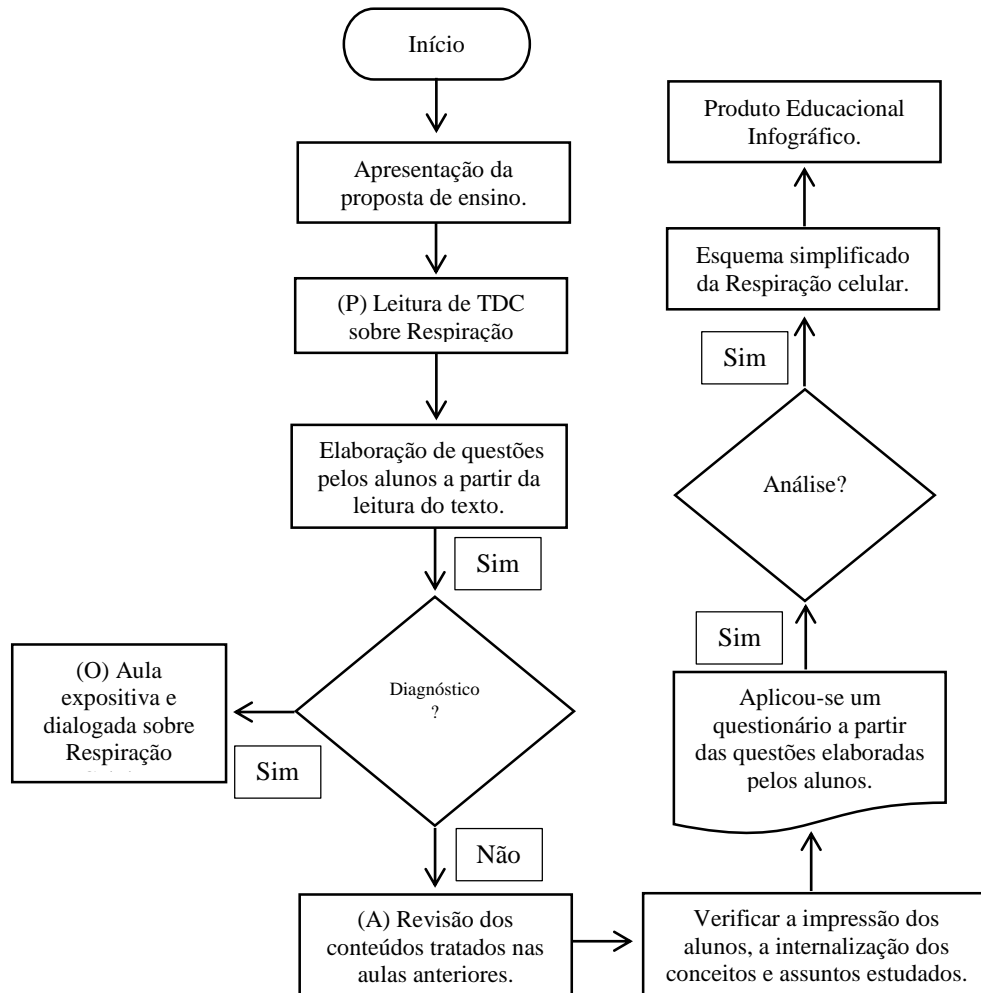 Início
Apresentação da
proposta de ensino.
(P) Leitura de TDC
sobre Respiração
Elaboração de questões
pelos alunos a partir da
leitura do texto.
Sim
Diagnóstico
?
(O) Aula
expositiva e
dialogada sobre
Respiração
Sim
Não
(A) Revisão dos
conteúdos tratados nas
aulas anteriores.
Verificar a impressão dos
alunos, a internalização dos
conceitos e assuntos estudados.
Aplicou-se um
questionário a partir
das questões elaboradas
pelos alunos.
Sim
Análise?
Sim
Esquema simplificado
da Respiração celular.
Produto Educacional
Infográfico.